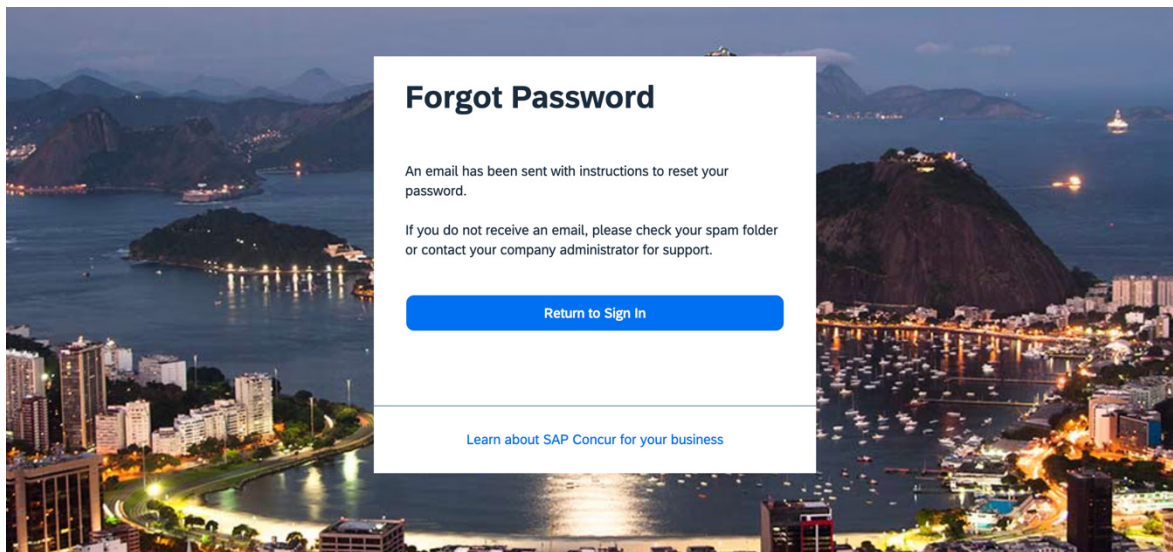 Forgot Password
An email has been sent with instructions to reset your
password.
If you do not receive an email, please check your spam folder
or contact your company administrator for support.
Return to Sign In
Learn about SAP Concur for your business